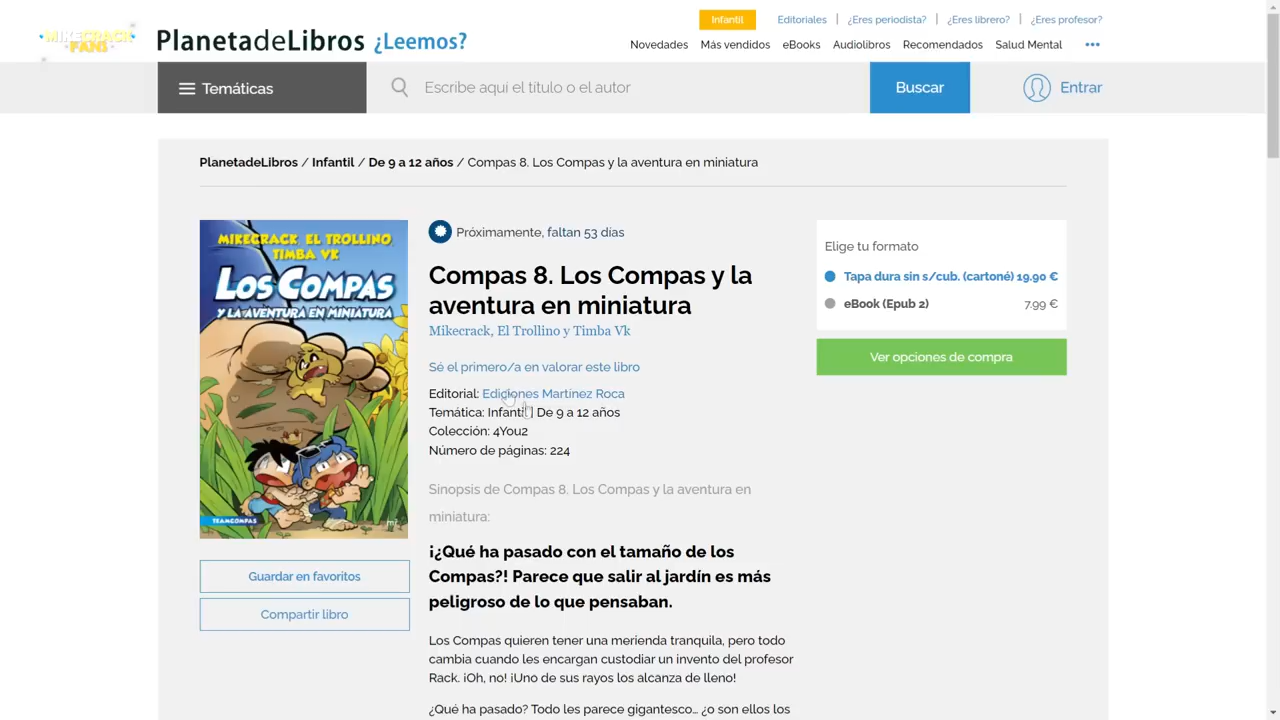 MIKECRACK
FANS
PlanetadeLibros ¿Leemos?
Infantil
Editoriales | ¿Eres periodista? | ¿Eres librero? | ¿Eres profesor?
Novedades Más vendidos eBooks Audiolibros Recomendados Salud Mental •••
Temáticas
Escribe aquí el título o el autor
Buscar
Entrar
PlanetadeLibros / Infantil / De 9 a 12 años / Compas 8. Los Compas y la aventura en miniatura
MIKECRACK, EL TROLLINO,
TIMBA VK
LOS COMPAS
Y LA AVENTURA EN MINIATURA
TEAMCOMPAS
mr
Guardar en favoritos
Compartir libro
Próximamente, faltan 53 días
Compas 8. Los Compas y la
aventura en miniatura
Mikecrack, El Trollino y Timba Vk
Sé el primero/a en valorar este libro
Editorial: Ediciones Martínez Roca
Temática: Infantil | De 9 a 12 años
Colección: 4You2
Número de páginas: 224
Sinopsis de Compas 8. Los Compas y la aventura en
miniatura:
¡¿Qué ha pasado con el tamaño de los
Compas?! Parece que salir al jardín es más
peligroso de lo que pensaban.
Los Compas quieren tener una merienda tranquila, pero todo
cambia cuando les encargan custodiar un invento del profesor
Rack. ¡Oh, no! ¡Uno de sus rayos los alcanza de lleno!
¿Qué ha pasado? Todo les parece gigantesco… ¿o son ellos los
Elige tu formato
Tapa dura sin s/cub. (cartoné) 19,90 €
eBook (Epub 2) 7,99 €
Ver opciones de compra